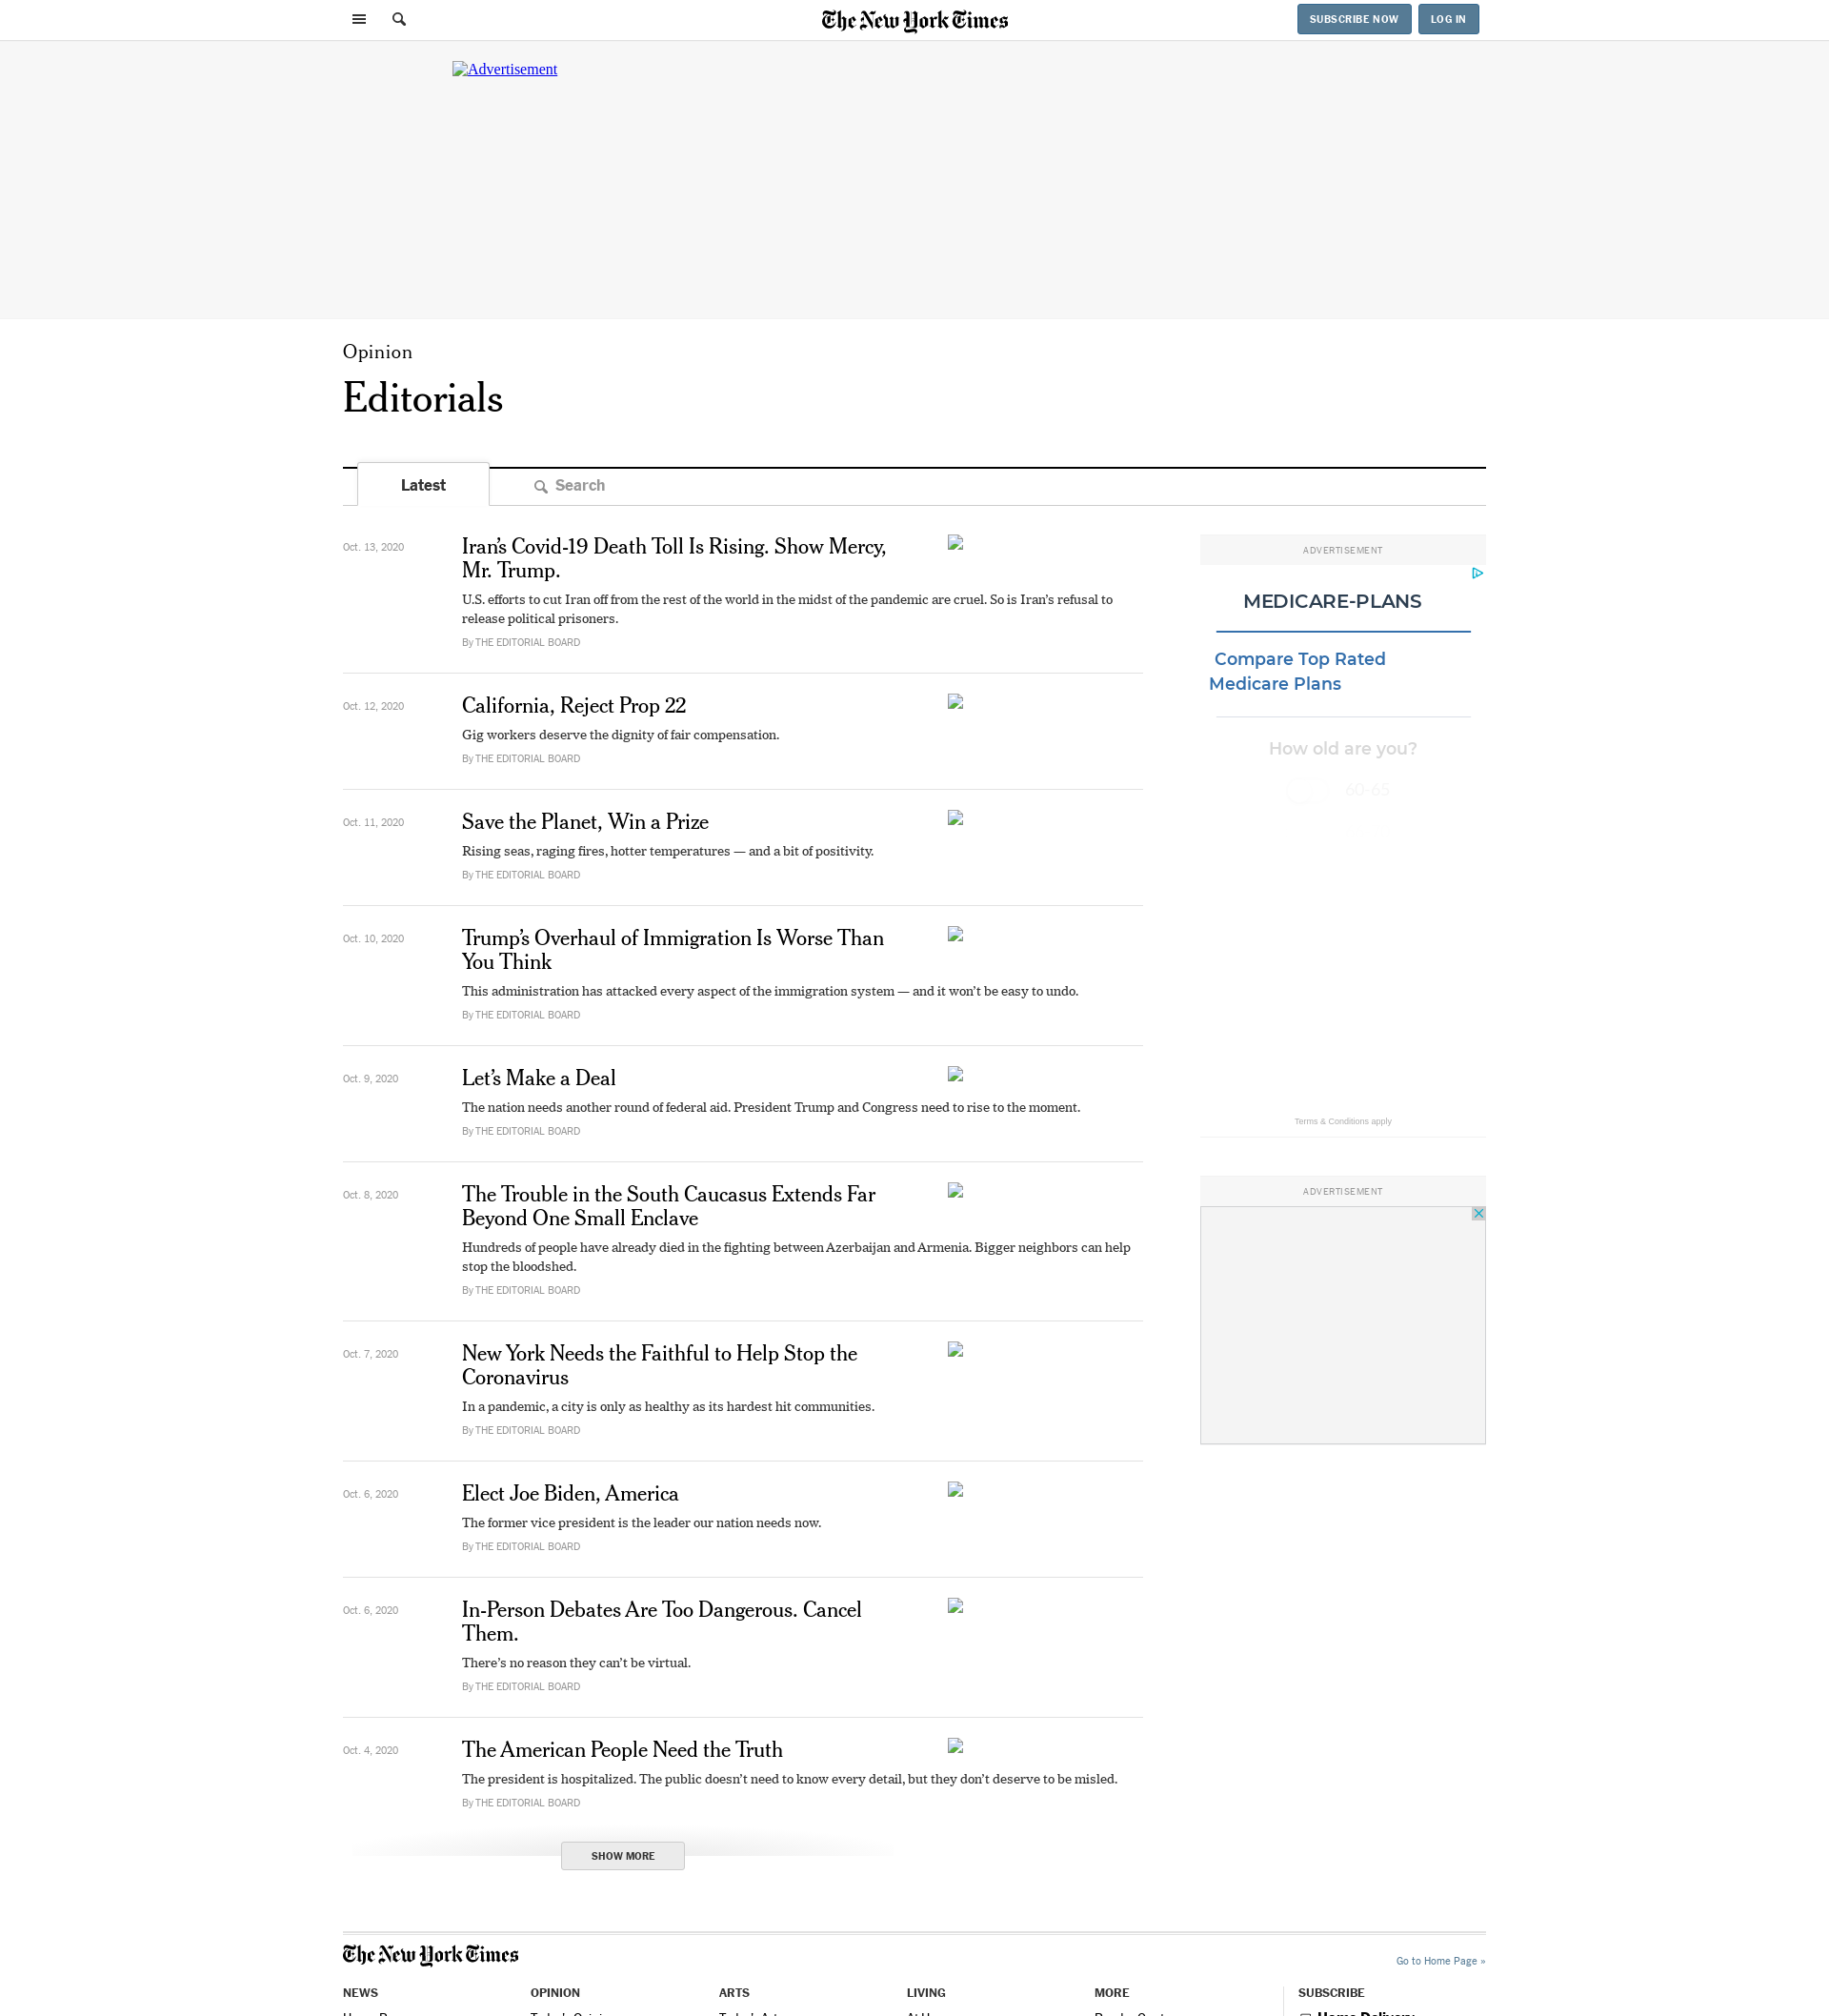 The New York Times
SUBSCRIBE NOW
LOG IN
Advertisement
Opinion
Editorials
Latest
Search
Oct. 13, 2020
Iran’s Covid-19 Death Toll Is Rising. Show Mercy,
Mr. Trump.
U.S. efforts to cut Iran off from the rest of the world in the midst of the pandemic are cruel. So is Iran’s refusal to
release political prisoners.
By THE EDITORIAL BOARD
Oct. 12, 2020
California, Reject Prop 22
Gig workers deserve the dignity of fair compensation.
By THE EDITORIAL BOARD
Oct. 11, 2020
Save the Planet, Win a Prize
Rising seas, raging fires, hotter temperatures — and a bit of positivity.
By THE EDITORIAL BOARD
Oct. 10, 2020
Trump’s Overhaul of Immigration Is Worse Than
You Think
This administration has attacked every aspect of the immigration system — and it won’t be easy to undo.
By THE EDITORIAL BOARD
Oct. 9, 2020
Let’s Make a Deal
The nation needs another round of federal aid. President Trump and Congress need to rise to the moment.
By THE EDITORIAL BOARD
Oct. 8, 2020
The Trouble in the South Caucasus Extends Far
Beyond One Small Enclave
Hundreds of people have already died in the fighting between Azerbaijan and Armenia. Bigger neighbors can help
stop the bloodshed.
By THE EDITORIAL BOARD
Oct. 7, 2020
New York Needs the Faithful to Help Stop the
Coronavirus
In a pandemic, a city is only as healthy as its hardest hit communities.
By THE EDITORIAL BOARD
Oct. 6, 2020
Elect Joe Biden, America
The former vice president is the leader our nation needs now.
By THE EDITORIAL BOARD
Oct. 6, 2020
In-Person Debates Are Too Dangerous. Cancel
Them.
There’s no reason they can’t be virtual.
By THE EDITORIAL BOARD
Oct. 4, 2020
The American People Need the Truth
The president is hospitalized. The public doesn’t need to know every detail, but they don’t deserve to be misled.
By THE EDITORIAL BOARD
SHOW MORE
ADVERTISEMENT
MEDICARE-PLANS
Compare Top Rated
Medicare Plans
How old are you?
60-65
Terms & Conditions apply
ADVERTISEMENT
The New York Times
Go to Home Page »
NEWS
OPINION
ARTS
LIVING
MORE
SUBSCRIBE